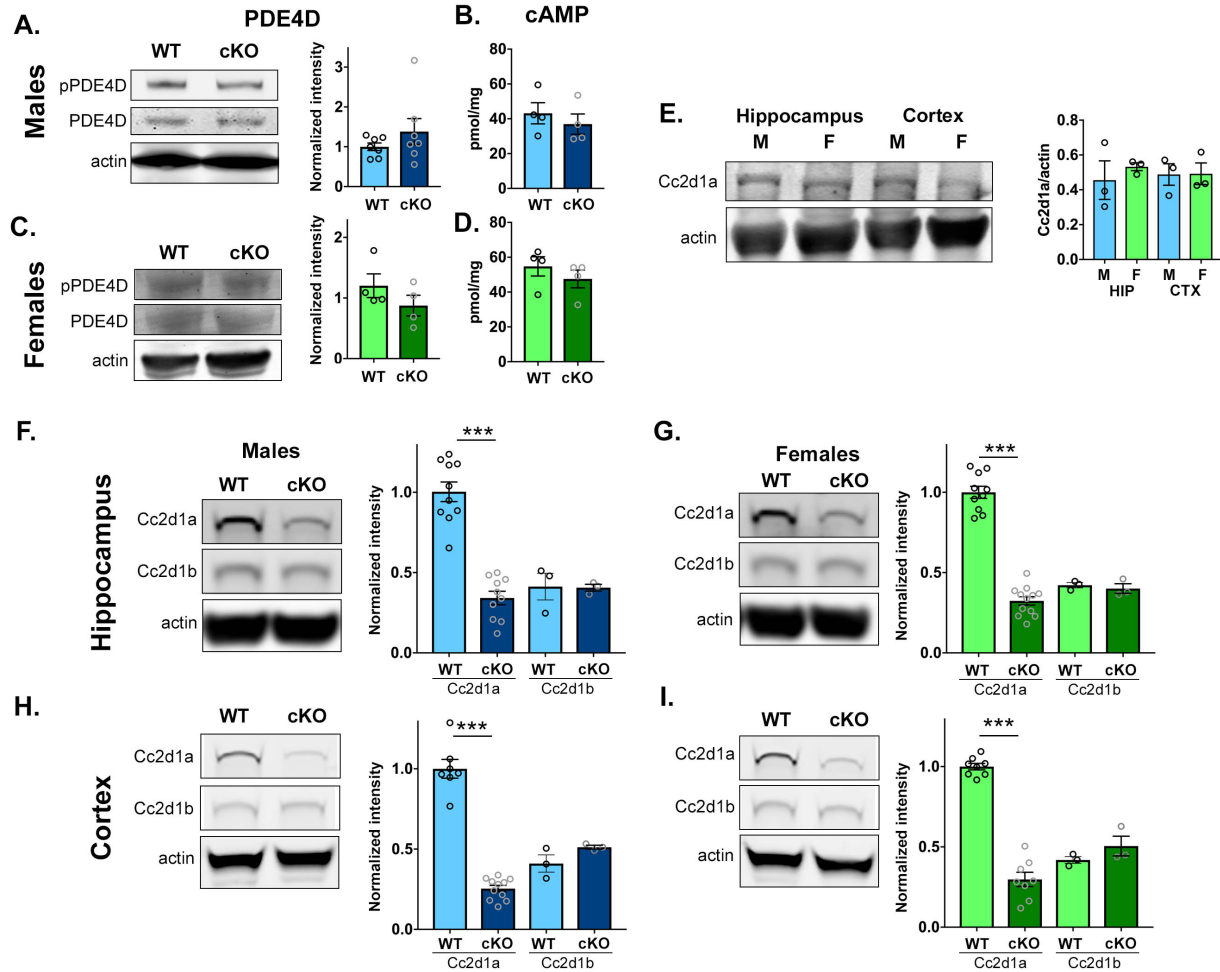 PDE4D
cAMP
A.
Males
WT cKO
pPDE4D
PDE4D
actin
Normalized intensity
3
2
1
0
WT cKO
B.
pmol/mg
80
60
40
20
0
WT cKO
C.
Females
WT cKO
pPDE4D
PDE4D
actin
Normalized intensity
2
1
0
WT cKO
D.
pmol/mg
80
60
40
20
0
WT cKO
E.
Hippocampus Cortex
M F M F
Cc2d1a
actin
Cc2d1a/actin
0.8
0.6
0.4
0.2
0.0
M F M F
HIP CTX
F.
Hippocampus
Males
WT cKO
Cc2d1a
Cc2d1b
actin
Normalized intensity
1.0
0.5
0.0
***
WT cKO WT cKO
Cc2d1a Cc2d1b
G.
Females
WT cKO
Cc2d1a
Cc2d1b
actin
Normalized intensity
1.0
0.5
0.0
***
WT cKO WT cKO
Cc2d1a Cc2d1b
H.
Cortex
WT cKO
Cc2d1a
Cc2d1b
actin
Normalized intensity
1.0
0.5
0.0
***
WT cKO WT cKO
Cc2d1a Cc2d1b
I.
WT cKO
Cc2d1a
Cc2d1b
actin
Normalized intensity
1.0
0.5
0.0
***
WT cKO WT cKO
Cc2d1a Cc2d1b